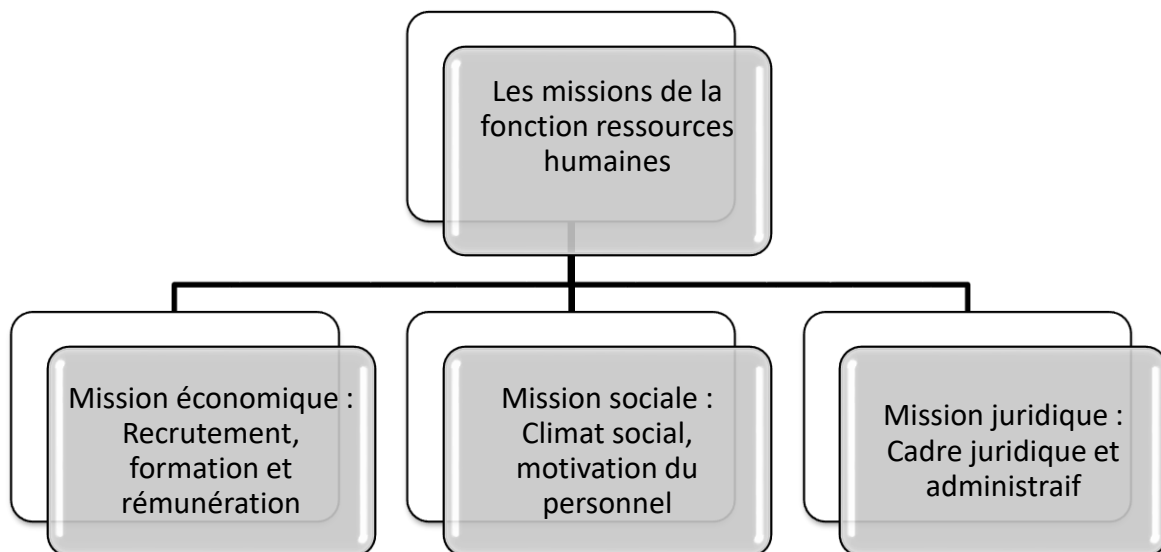 Les missions de la
fonction ressources
humaines
Mission économique :
Recrutement,
formation et
rémunération
Mission sociale :
Climat social,
motivation du
personnel
Mission juridique :
Cadre juridique et
administraif